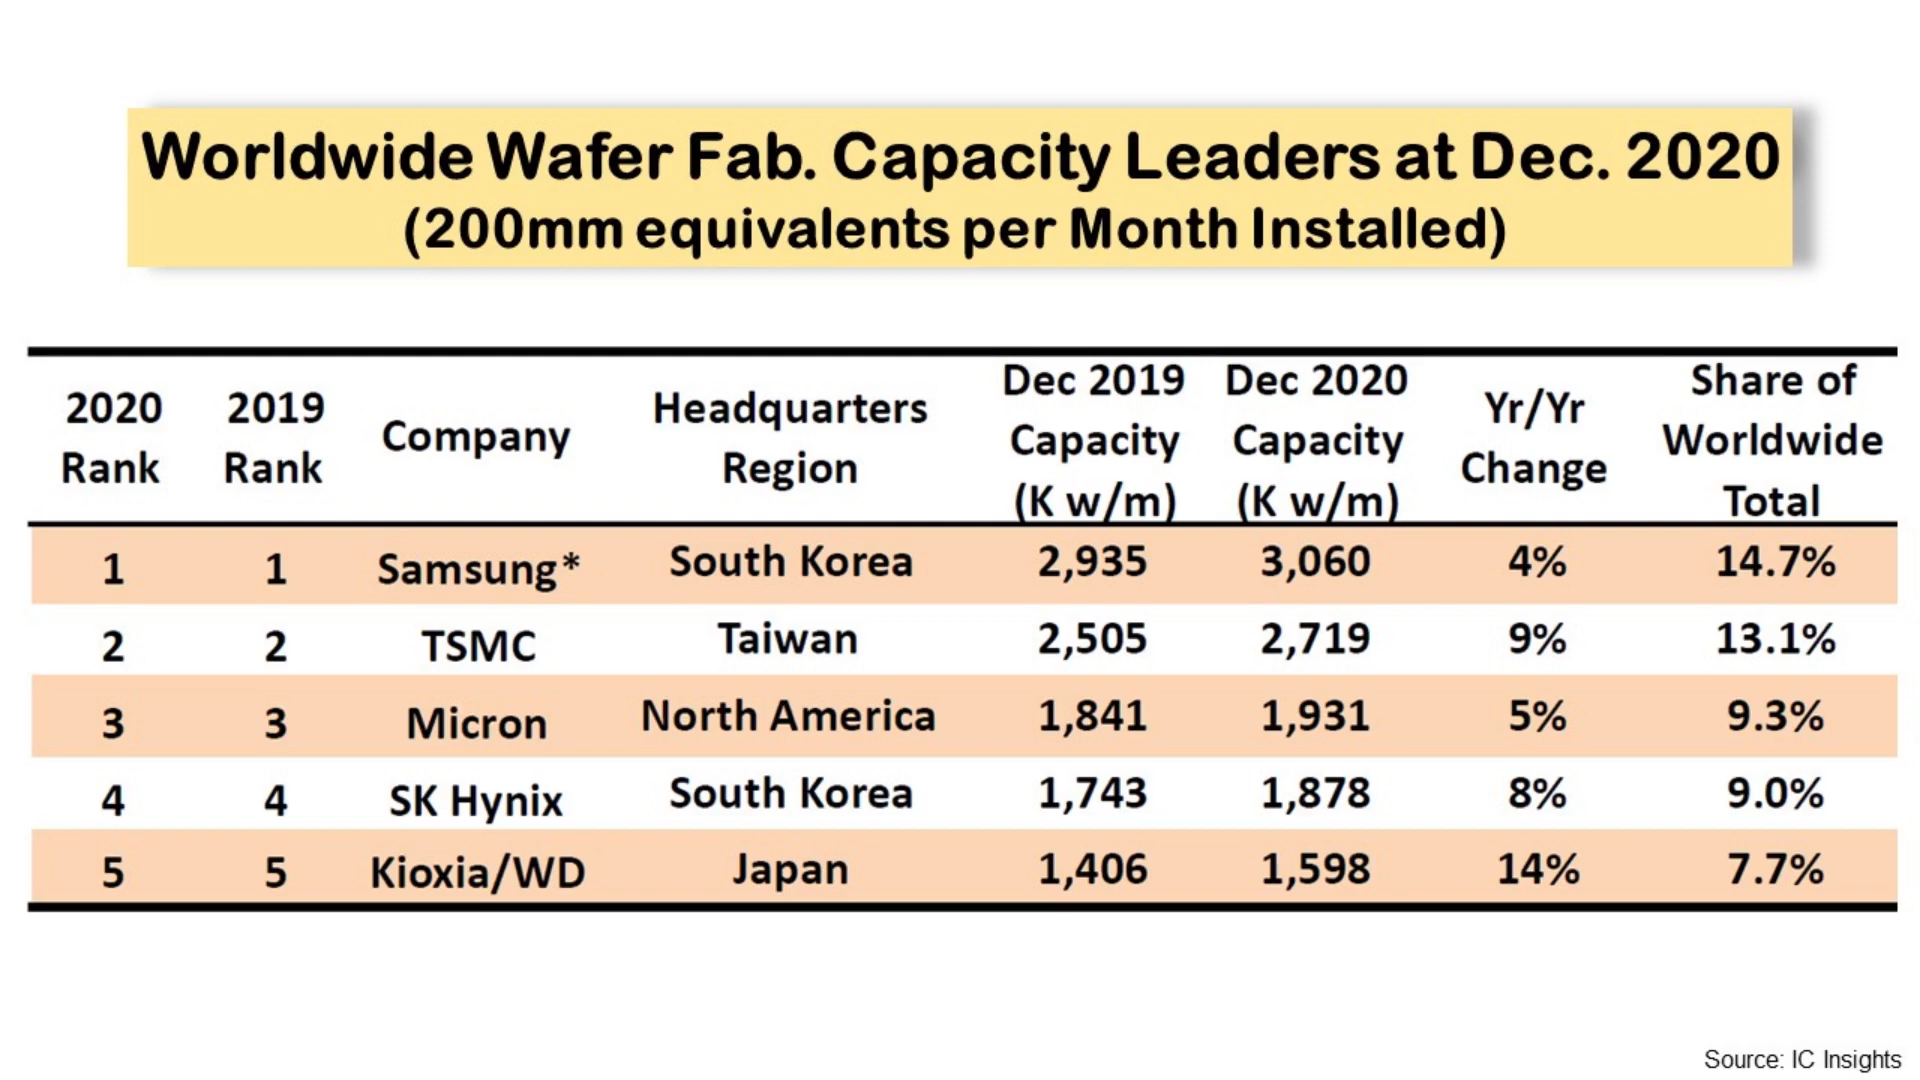 Worldwide Wafer Fab. Capacity Leaders at Dec. 2020
(200mm equivalents per Month Installed)
2020 Rank 2019 Rank Company Headquarters Region Dec 2019 Capacity (K w/m) Dec 2020 Capacity (K w/m) Yr/Yr Change Share of Worldwide Total
1 1 Samsung* South Korea 2,935 3,060 4% 14.7%
2 2 TSMC Taiwan 2,505 2,719 9% 13.1%
3 3 Micron North America 1,841 1,931 5% 9.3%
4 4 SK Hynix South Korea 1,743 1,878 8% 9.0%
5 5 Kioxia/WD Japan 1,406 1,598 14% 7.7%
Source: IC Insights